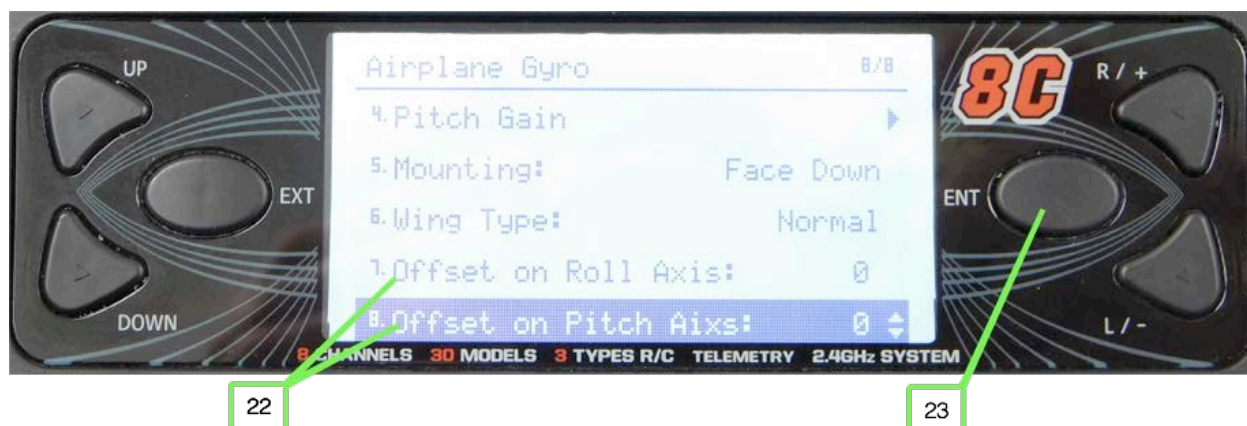 UP
DOWN
EXT
Airplane Gyro 8/8
4. Pitch Gain
5. Mounting: Face Down
6. Wing Type: Normal
7. Offset on Roll Axis: 0
8. Offset on Pitch Aixs: 0
8 CHANNELS 30 MODELS 3 TYPES R/C TELEMETRY 2.4GHz SYSTEM
8C
R / +
ENT
L / -
22
23